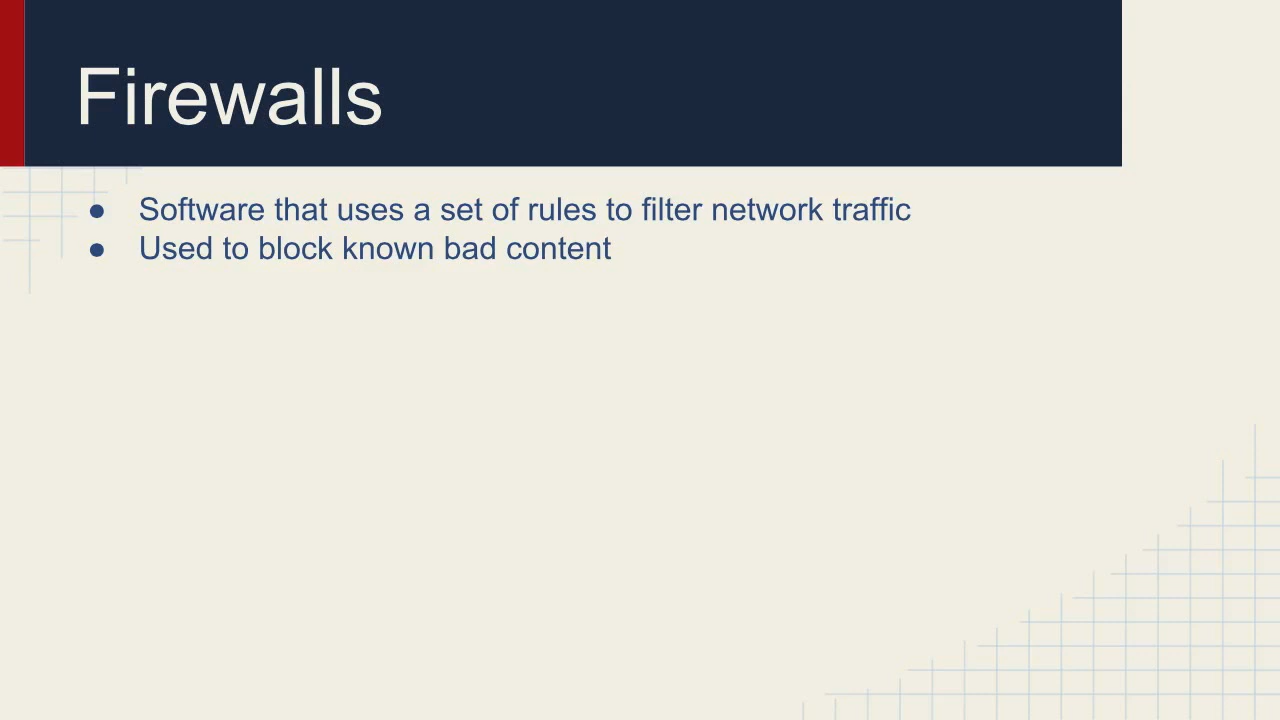 Firewalls
● Software that uses a set of rules to filter network traffic
● Used to block known bad content